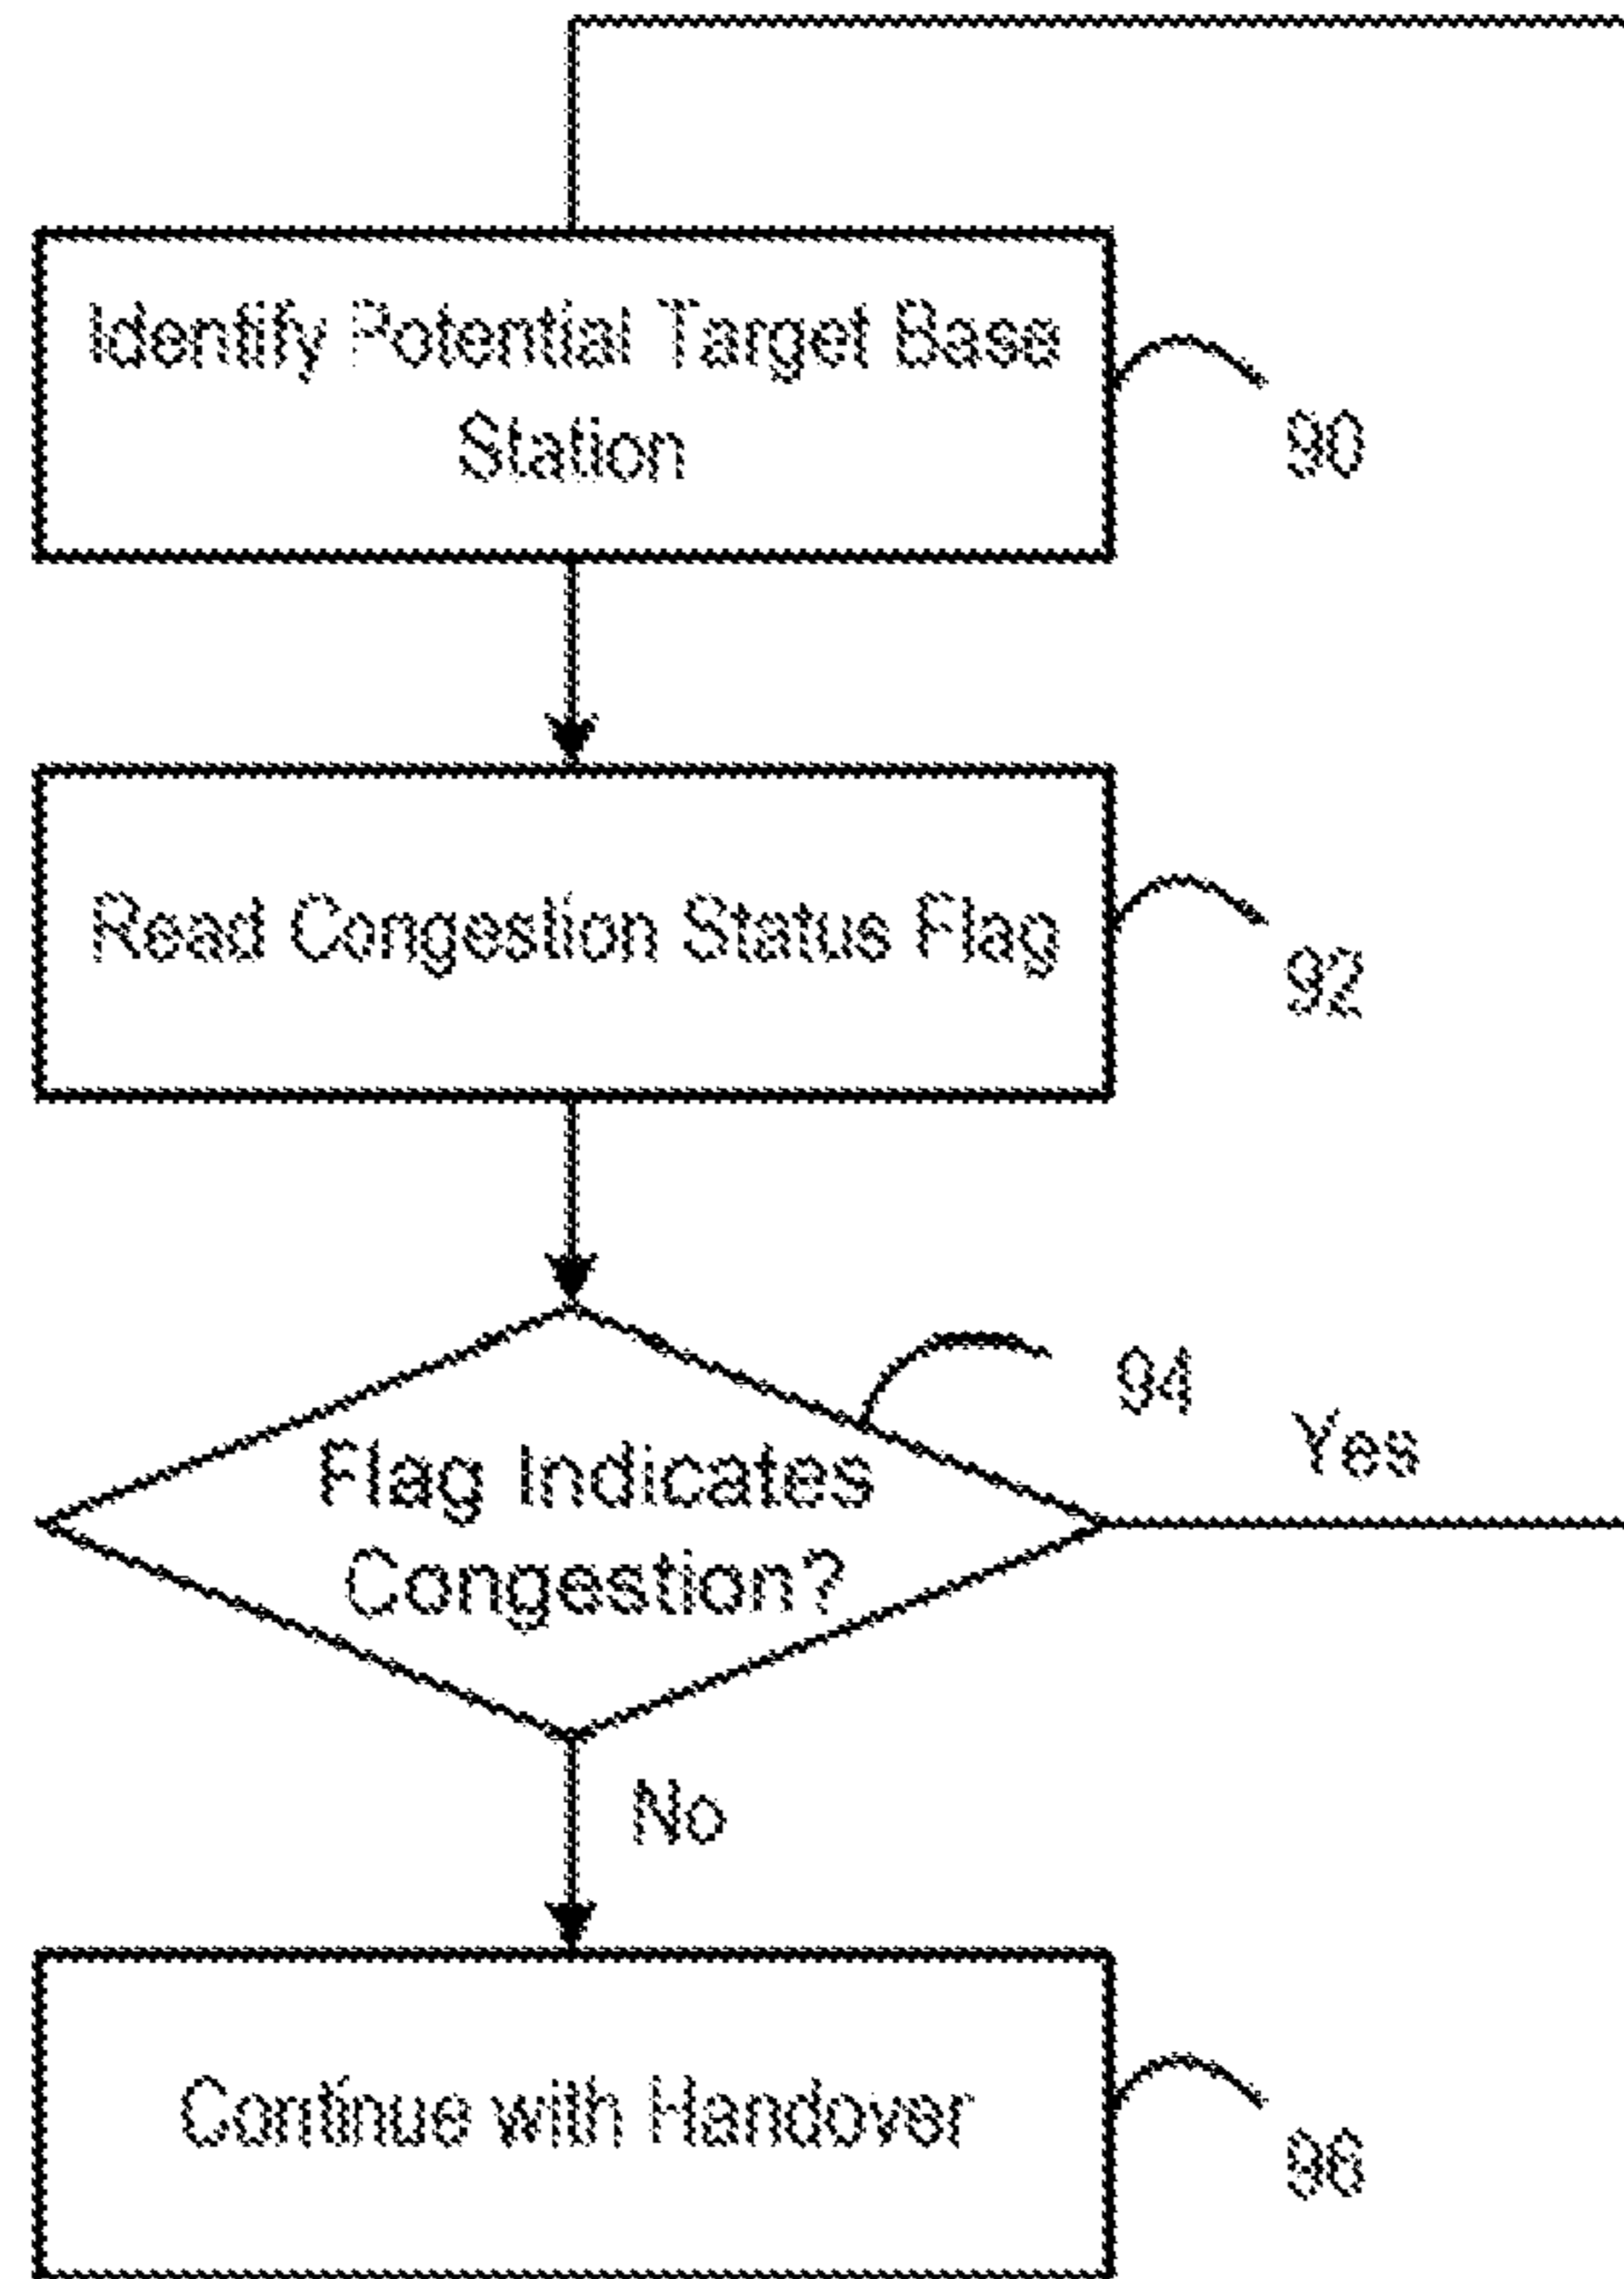 Identify Potential Target Base
Station
90
Read Congestion Status Flag
92
94
Yes
Flag Indicates
Congestion?
No
Continue with Handover
96